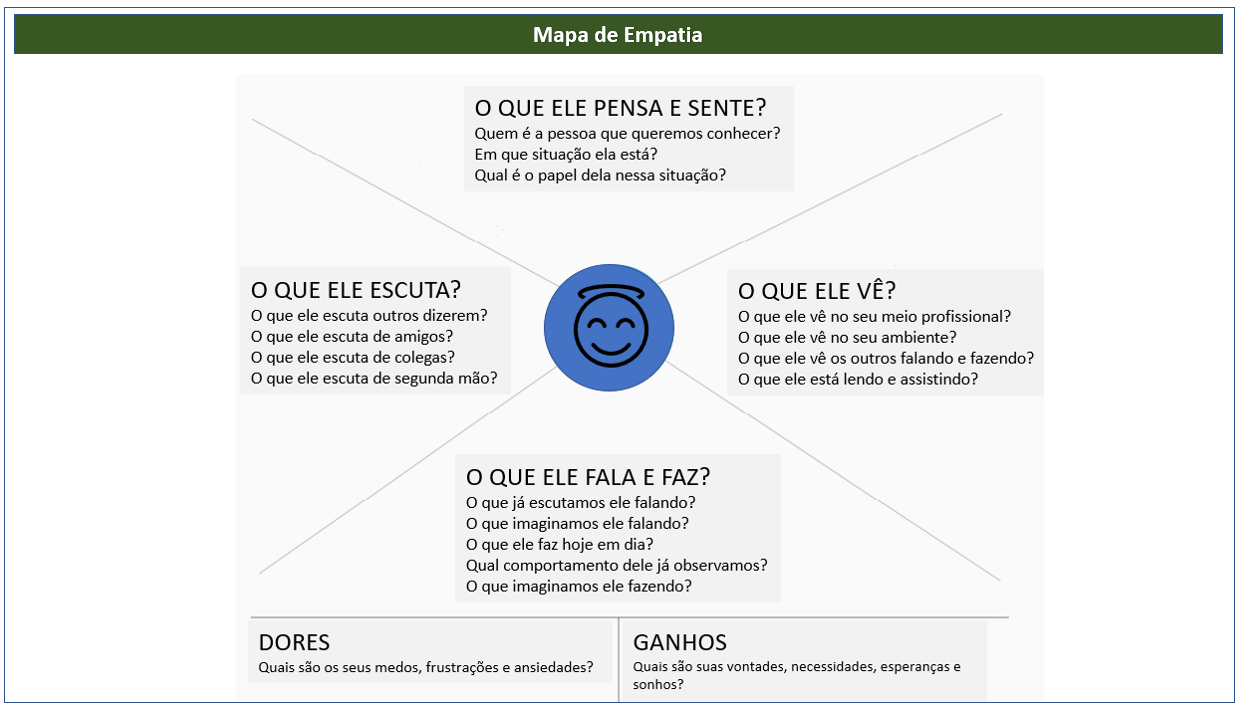 Mapa de Empatia
O QUE ELE PENSA E SENTE?
Quem é a pessoa que queremos conhecer?
Em que situação ela está?
Qual é o papel dela nessa situação?
O QUE ELE ESCUTA?
O que ele escuta outros dizerem?
O que ele escuta de amigos?
O que ele escuta de colegas?
O que ele escuta de segunda mão?
O QUE ELE VÊ?
O que ele vê no seu meio profissional?
O que ele vê no seu ambiente?
O que ele vê os outros falando e fazendo?
O que ele está lendo e assistindo?
O QUE ELE FALA E FAZ?
O que já escutamos ele falando?
O que imaginamos ele falando?
O que ele faz hoje em dia?
Qual comportamento dele já observamos?
O que imaginamos ele fazendo?
DORES
Quais são os seus medos, frustrações e ansiedades?
GANHOS
Quais são suas vontades, necessidades, esperanças e
sonhos?